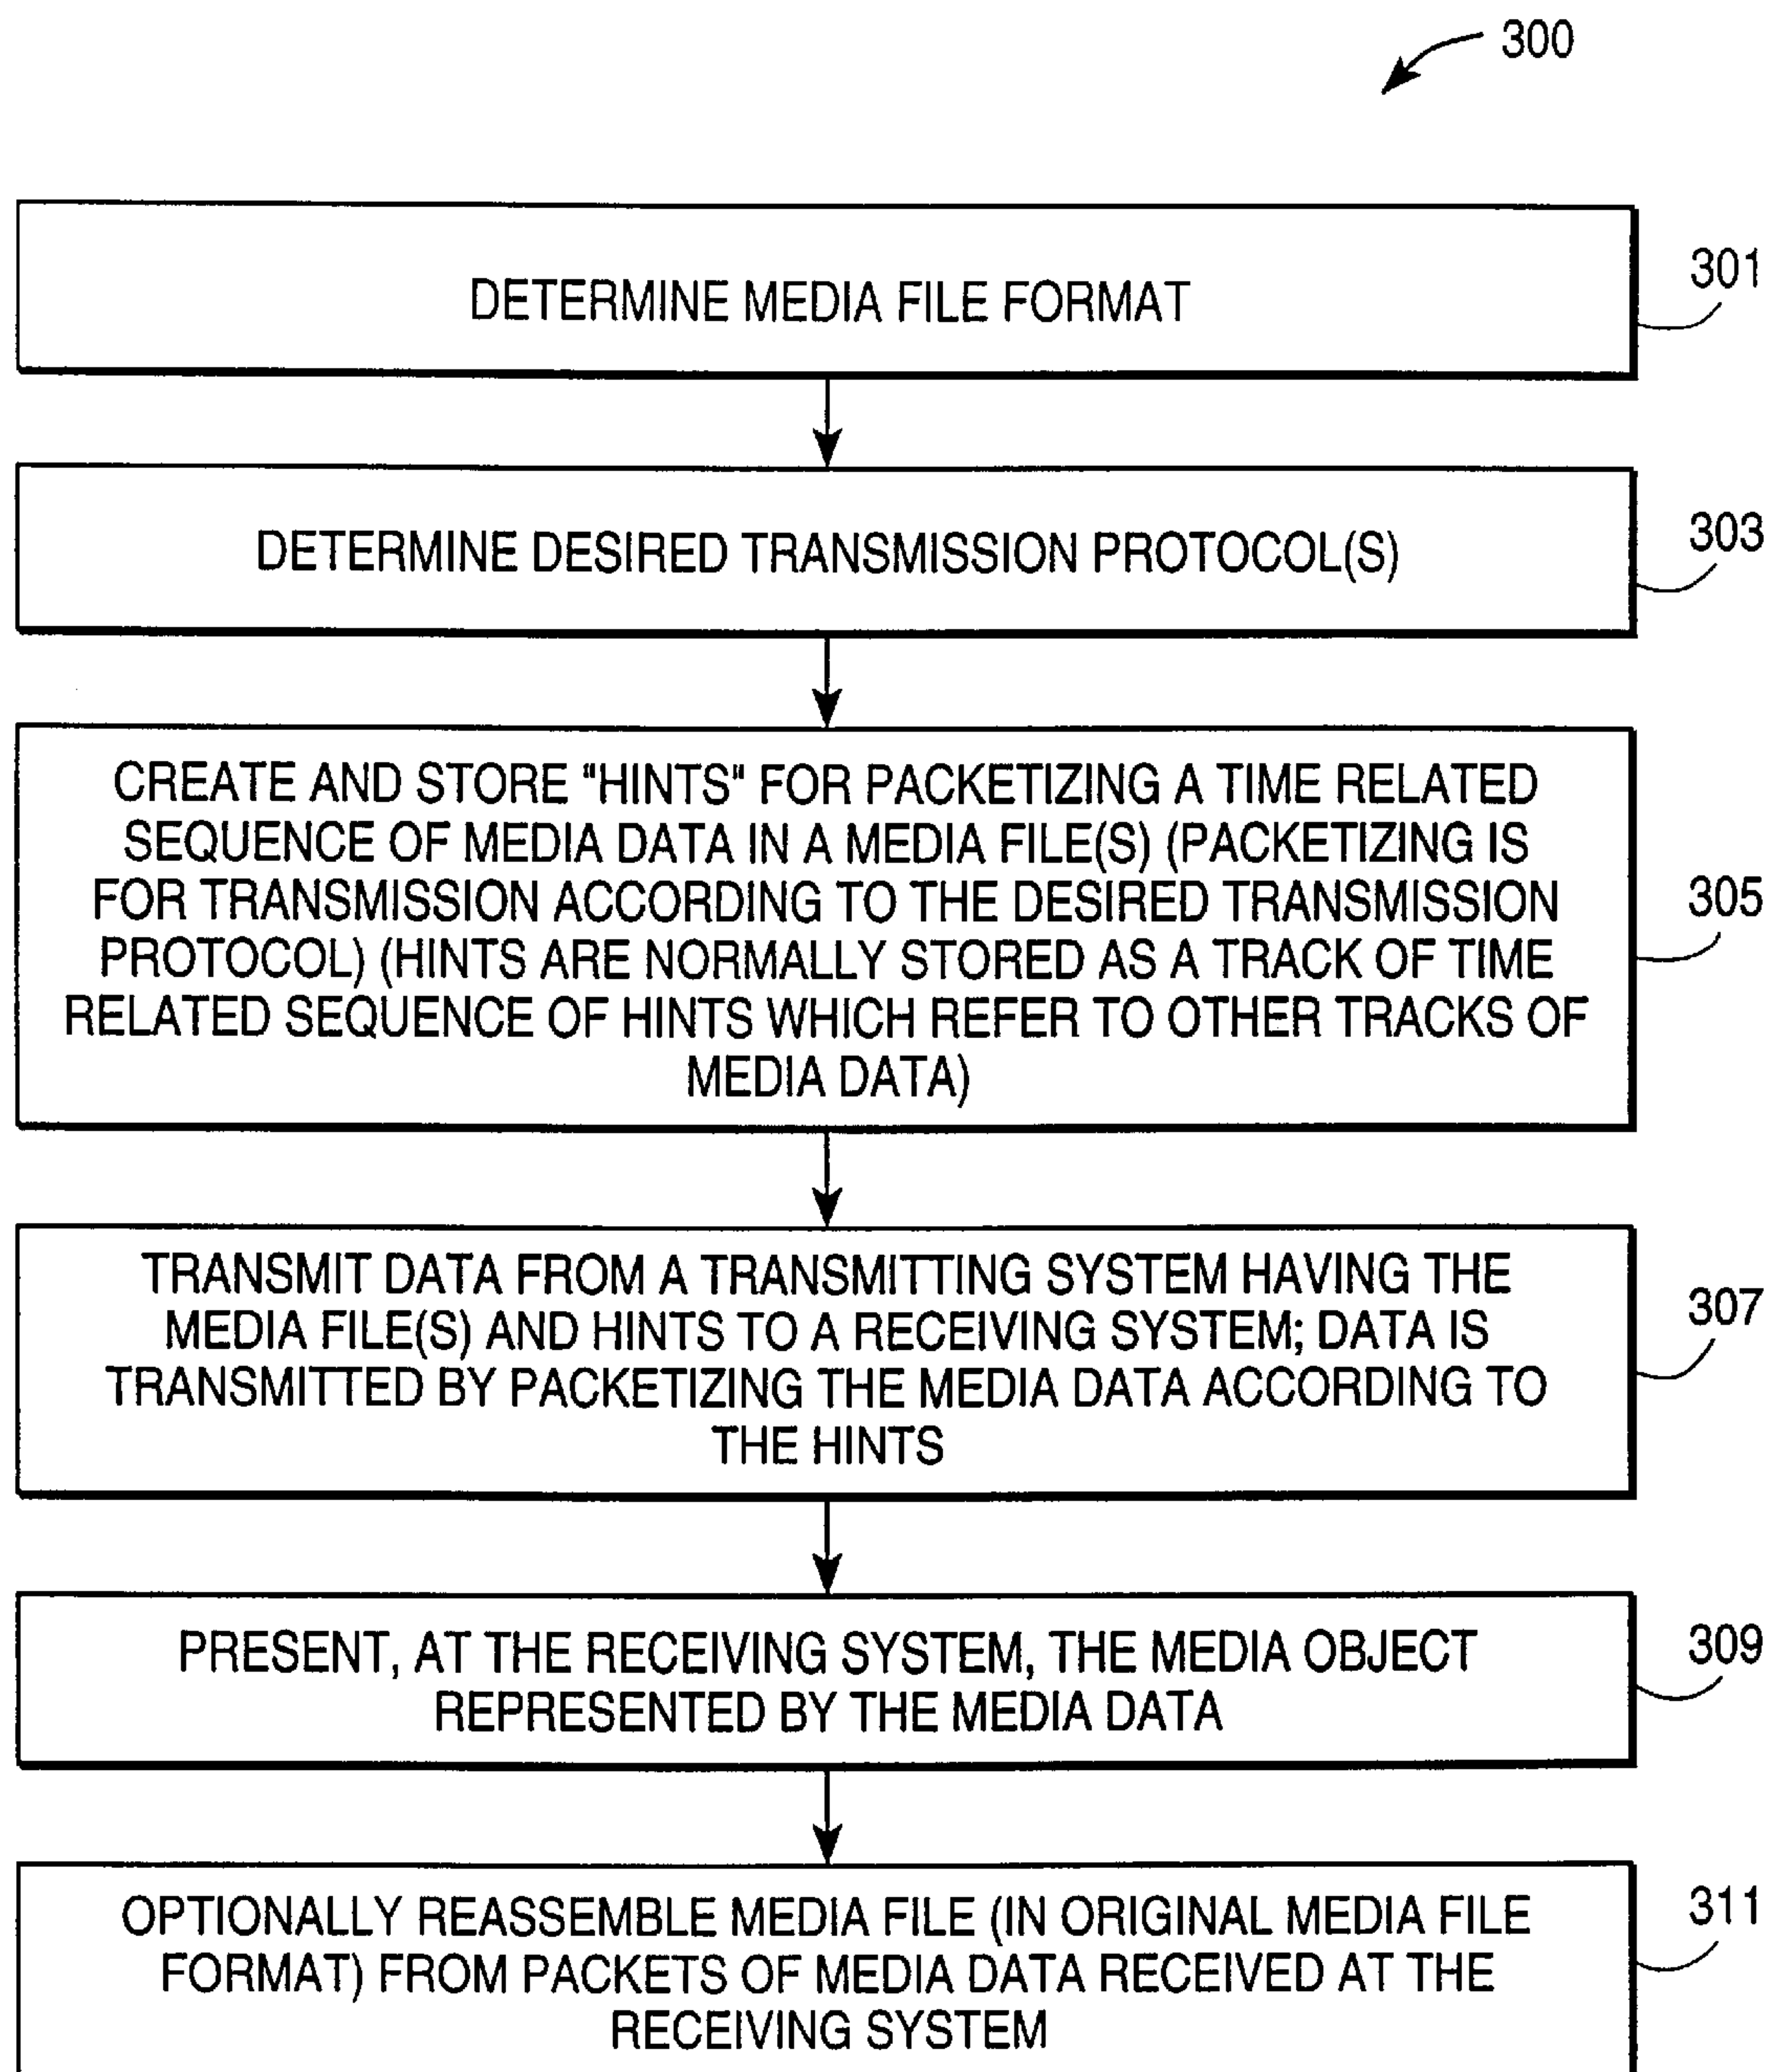 300
DETERMINE MEDIA FILE FORMAT
301
DETERMINE DESIRED TRANSMISSION PROTOCOL(S)
303
CREATE AND STORE "HINTS" FOR PACKETIZING A TIME RELATED
SEQUENCE OF MEDIA DATA IN A MEDIA FILE(S) (PACKETIZING IS
FOR TRANSMISSION ACCORDING TO THE DESIRED TRANSMISSION
PROTOCOL) (HINTS ARE NORMALLY STORED AS A TRACK OF TIME
RELATED SEQUENCE OF HINTS WHICH REFER TO OTHER TRACKS OF
MEDIA DATA)
305
TRANSMIT DATA FROM A TRANSMITTING SYSTEM HAVING THE
MEDIA FILE(S) AND HINTS TO A RECEIVING SYSTEM; DATA IS
TRANSMITTED BY PACKETIZING THE MEDIA DATA ACCORDING TO
THE HINTS
307
PRESENT, AT THE RECEIVING SYSTEM, THE MEDIA OBJECT
REPRESENTED BY THE MEDIA DATA
309
OPTIONALLY REASSEMBLE MEDIA FILE (IN ORIGINAL MEDIA FILE
FORMAT) FROM PACKETS OF MEDIA DATA RECEIVED AT THE
RECEIVING SYSTEM
311